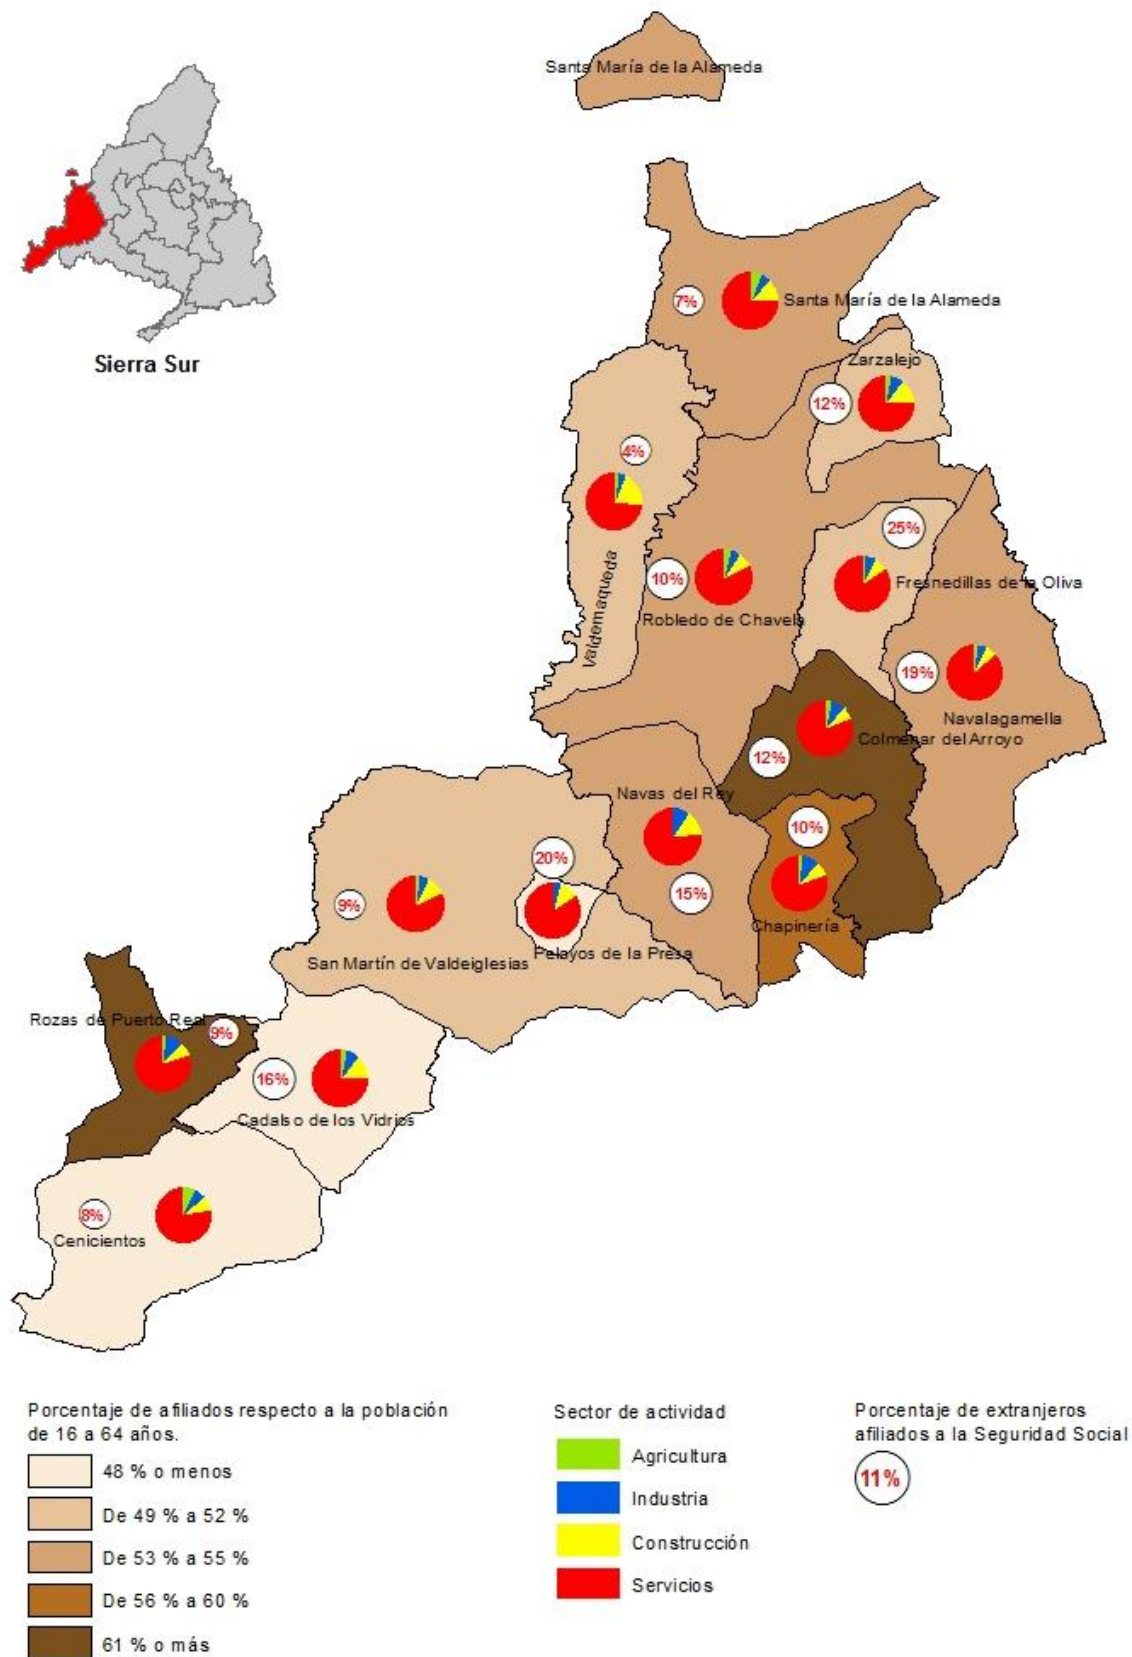 Santa María de la Alameda
Sierra Sur
7%
Santa María de la Alameda
Zarzalejo
12%
4%
25%
10%
Fresnedillas de la Oliva
Valdemaqueda
Robledo de Chavela
19%
Navalagamella
Colmenar del Arroyo
12%
Navas del Rey
10%
20%
15%
9%
Chapinería
Pelayos de la Presa
San Martín de Valdeiglesias
Rozas de Puerto Real
9%
16%
Cadalso de los Vidrios
8%
Cenicientos
Porcentaje de afiliados respecto a la población
de 16 a 64 años.
48 % o menos
De 49 % a 52 %
De 53 % a 55 %
De 56 % a 60 %
61 % o más
Sector de actividad
Agricultura
Industria
Construcción
Servicios
Porcentaje de extranjeros
afiliados a la Seguridad Social
11%